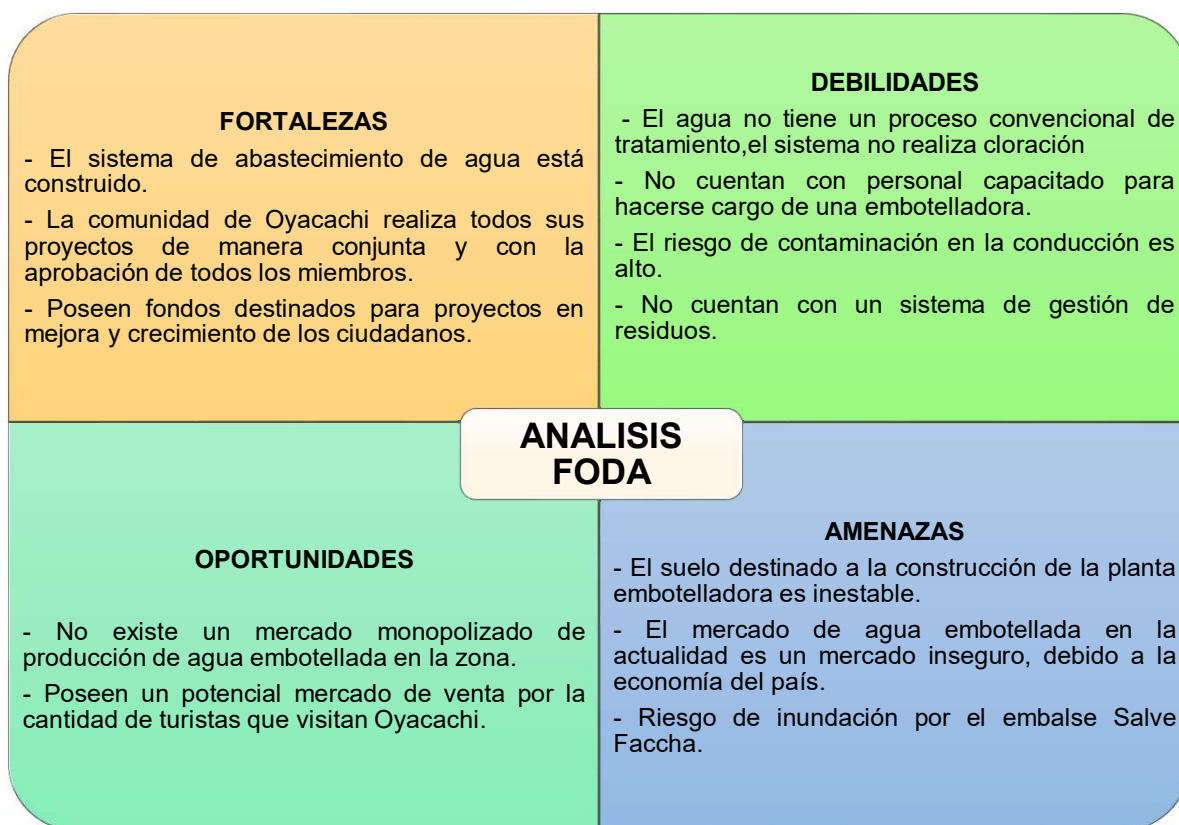 FORTALEZAS
- El sistema de abastecimiento de agua está
construido.
- La comunidad de Oyacachi realiza todos sus
proyectos de manera conjunta y con la
aprobación de todos los miembros.
- Poseen fondos destinados para proyectos en
mejora y crecimiento de los ciudadanos.
DEBILIDADES
- El agua no tiene un proceso convencional de
tratamiento,el sistema no realiza cloración
- No cuentan con personal capacitado para
hacerse cargo de una embotelladora.
- El riesgo de contaminación en la conducción es
alto.
- No cuentan con un sistema de gestión de
residuos.
ANALISIS
FODA
OPORTUNIDADES
- No existe un mercado monopolizado de
producción de agua embotellada en la zona.
- Poseen un potencial mercado de venta por la
cantidad de turistas que visitan Oyacachi.
AMENAZAS
- El suelo destinado a la construcción de la planta
embotelladora es inestable.
- El mercado de agua embotellada en la
actualidad es un mercado inseguro, debido a la
economía del país.
- Riesgo de inundación por el embalse Salve
Faccha.